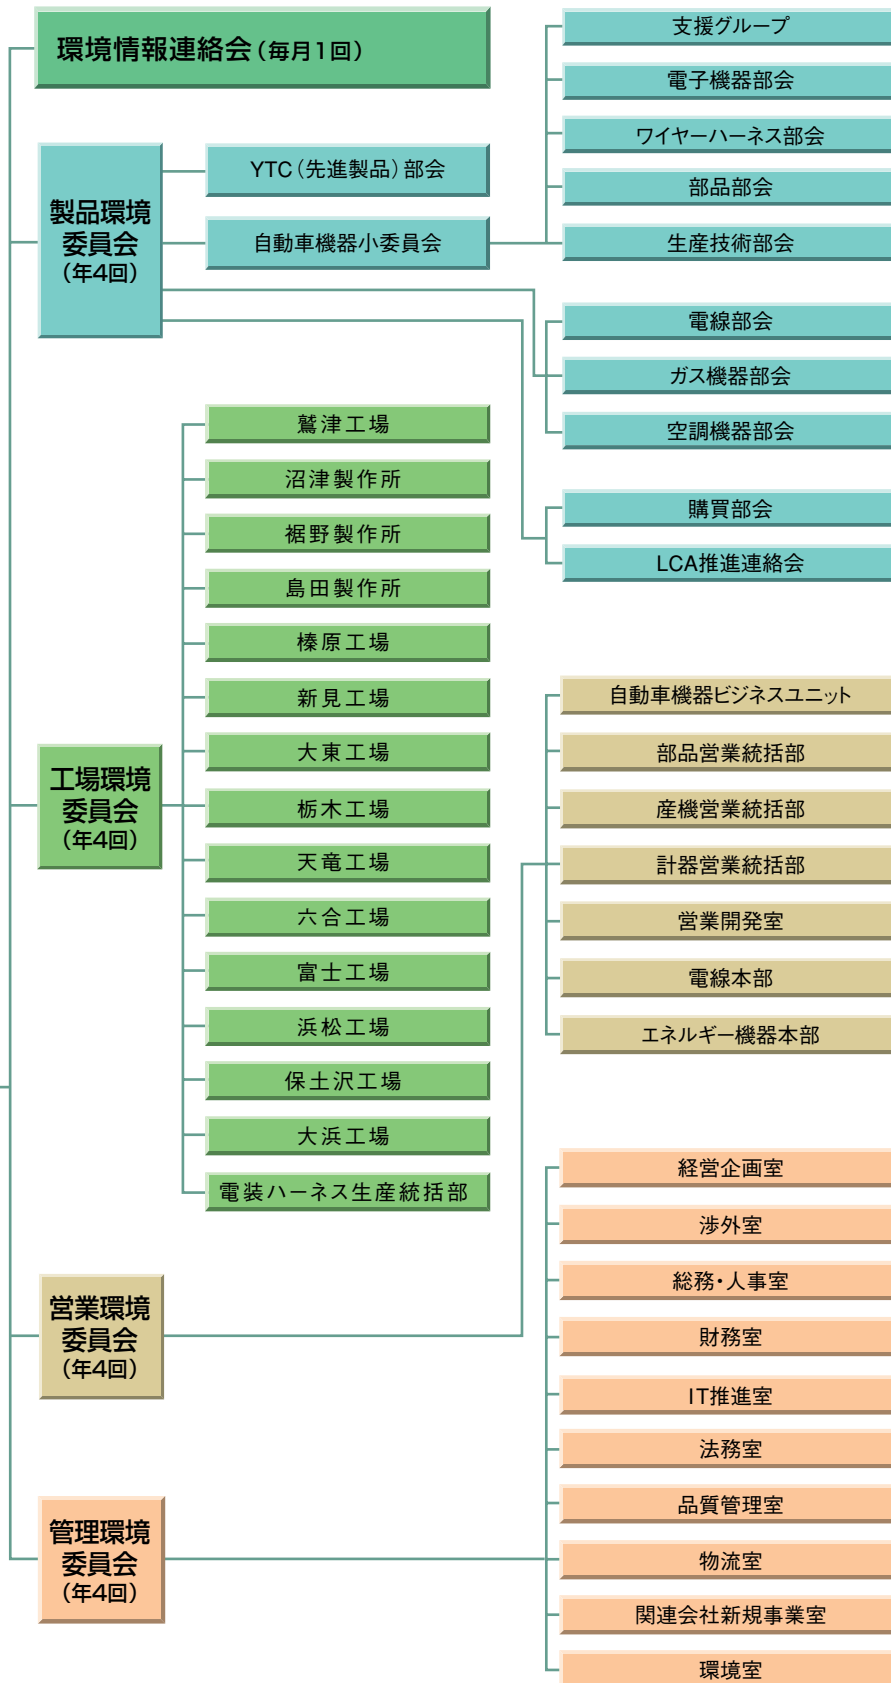 環境情報連絡会（毎月1回）
製品環境
委員会
（年4回）
YTC（先進製品）部会
自動車機器小委員会
支援グループ
電子機器部会
ワイヤーハーネス部会
部品部会
生産技術部会
電線部会
ガス機器部会
空調機器部会
購買部会
LCA推進連絡会
工場環境
委員会
（年4回）
鷲津工場
沼津製作所
裾野製作所
島田製作所
榛原工場
新見工場
大東工場
栃木工場
天竜工場
六合工場
富士工場
浜松工場
保土沢工場
大浜工場
電装ハーネス生産統括部
営業環境
委員会
（年4回）
自動車機器ビジネスユニット
部品営業統括部
産機営業統括部
計器営業統括部
営業開発室
電線本部
エネルギー機器本部
管理環境
委員会
（年4回）
経営企画室
渉外室
総務・人事室
財務室
IT推進室
法務室
品質管理室
物流室
関連会社新規事業室
環境室